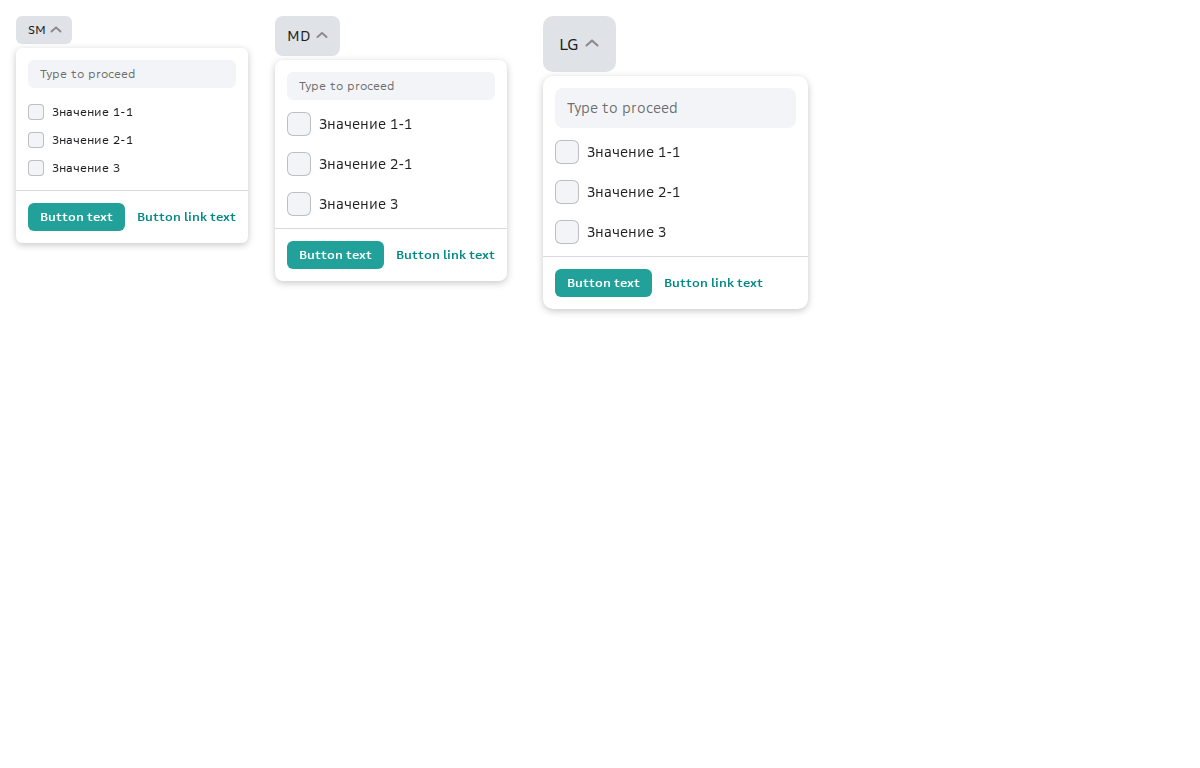 SM
Type to proceed
Значение 1-1
Значение 2-1
Значение 3
Button text Button link text
MD
Type to proceed
Значение 1-1
Значение 2-1
Значение 3
Button text Button link text
LG
Type to proceed
Значение 1-1
Значение 2-1
Значение 3
Button text Button link text